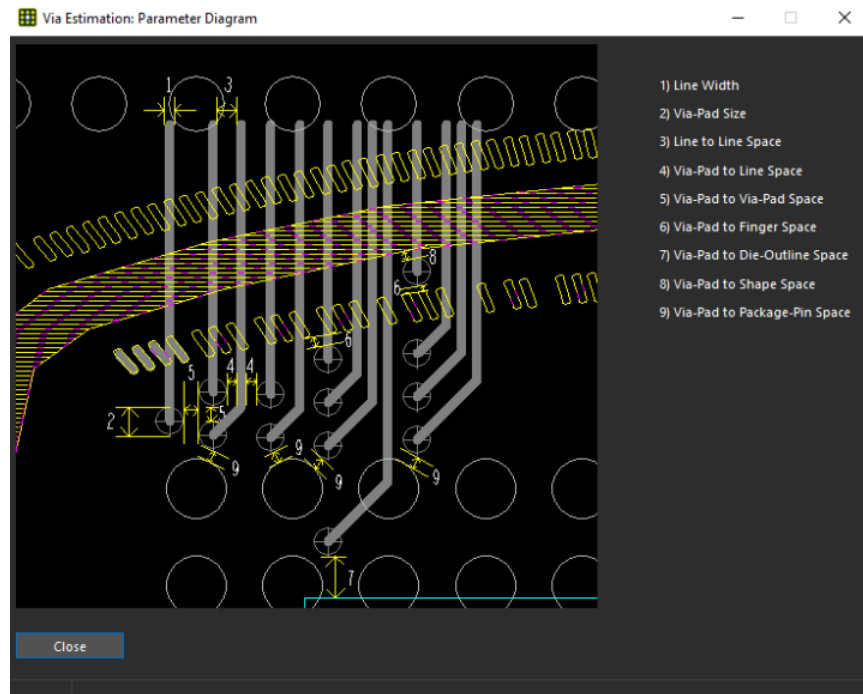 Via Estimation: Parameter Diagram
1 3
1) Line Width
2) Via-Pad Size
3) Line to Line Space
4) Via-Pad to Line Space
5) Via-Pad to Via-Pad Space
6) Via-Pad to Finger Space
7) Via-Pad to Die-Outline Space
8) Via-Pad to Shape Space
9) Via-Pad to Package-Pin Space
8
6
6
5 4 4
2 5
9 9 9 9
7
Close